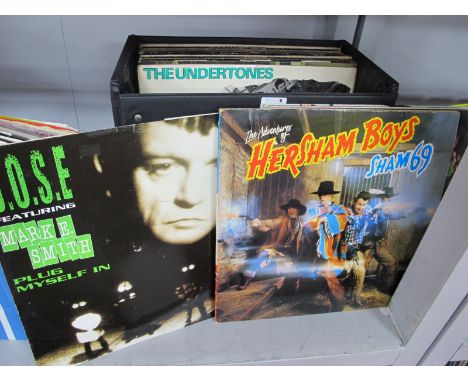 THE UNDERTONES
D.O.S.E
FEATURING
MARK E.
SMITH
PLUG
MYSELF IN
The Adventures
of
HERSHAM BOYS
SHAM 69